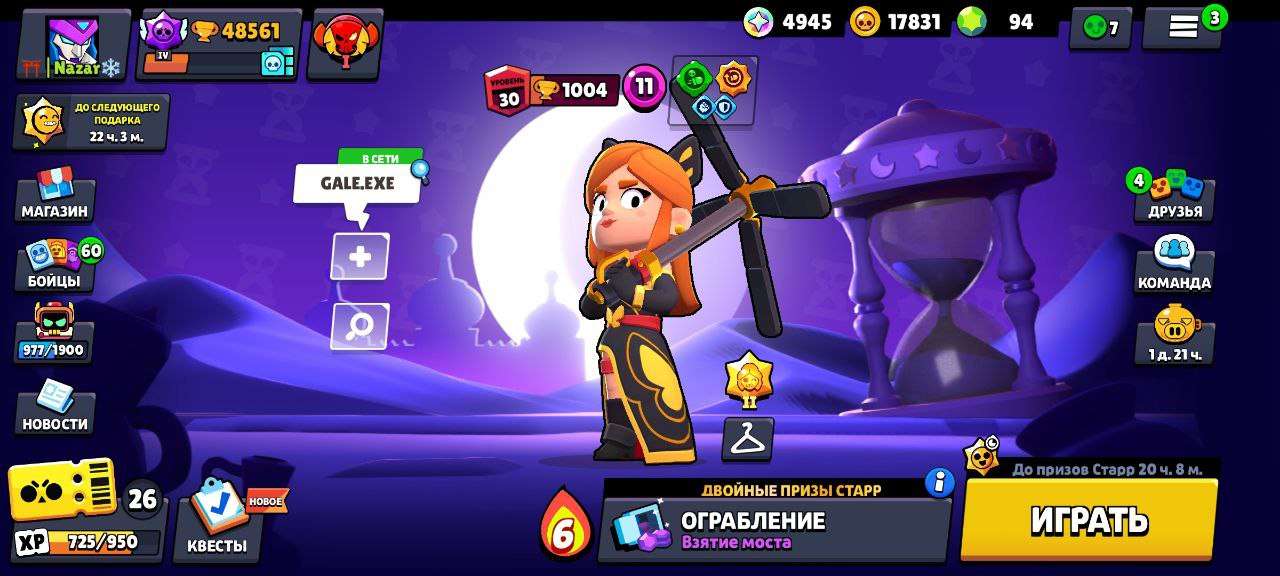 Nazar
IV
48561
4945
17831
94
7
3
ДО СЛЕДУЮЩЕГО
ПОДАРКА
22 Ч. 3 М.
УРОВЕНЬ
30
1004
11
В СЕТИ
GALE.EXE
МАГАЗИН
БОЙЦЫ
60
977/1900
НОВОСТИ
4
ДРУЗЬЯ
КОМАНДА
1 Д. 21 Ч.
11
26
XP
725/950
НОВОЕ
КВЕСТЫ
6
ДВОЙНЫЕ ПРИЗЫ СТАРР
i
ОГРАБЛЕНИЕ
Взятие моста
До призов Старр 20 ч. 8 м.
ИГРАТЬ